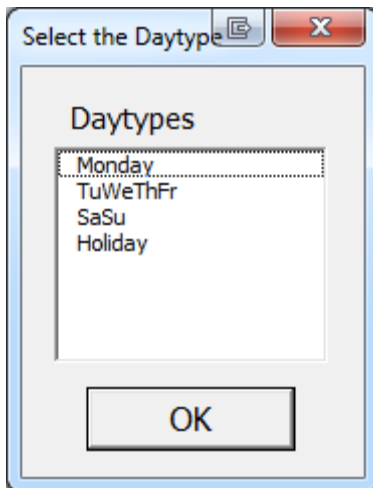 Select the Daytype
Daytypes
Monday
TuWeThFr
SaSu
Holiday
OK